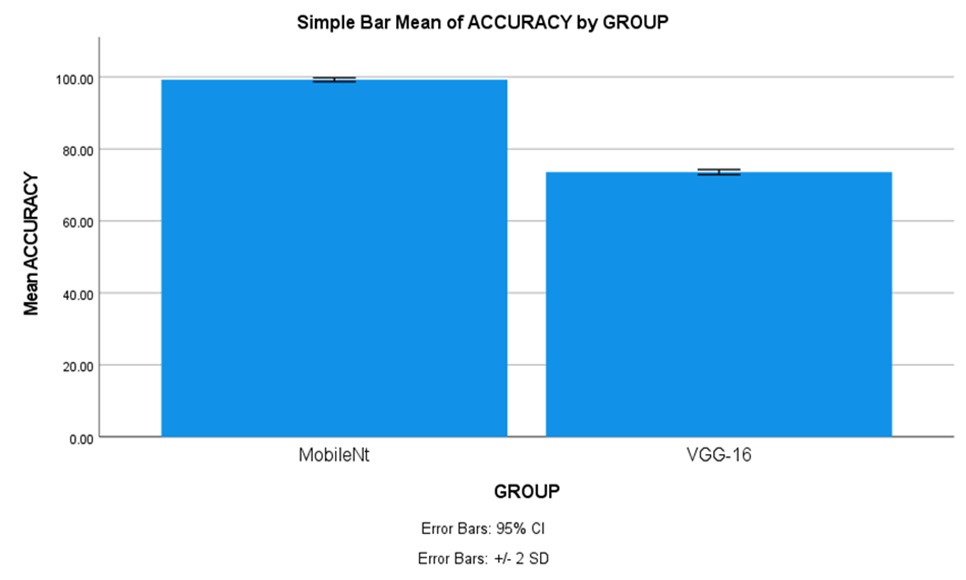 Simple Bar Mean of ACCURACY by GROUP
Mean ACCURACY
100.00
80.00
60.00
40.00
20.00
0.00
MobileNt
VGG-16
GROUP
Error Bars: 95% CI
Error Bars: +/- 2 SD